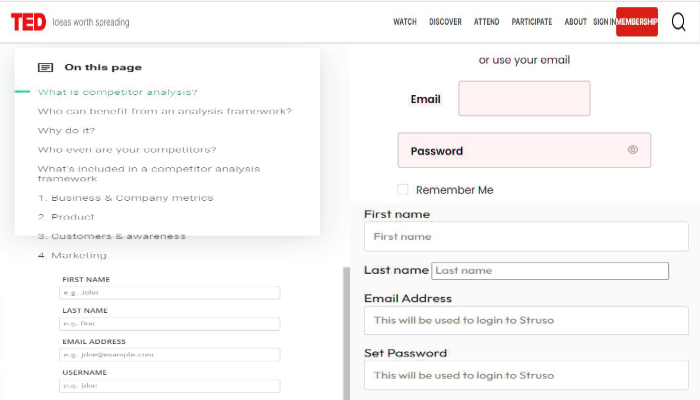 TED Ideas worth spreading WATCH DISCOVER ATTEND PARTICIPATE ABOUT SIGN IN MEMBERSHIP
On this page
What is competitor analysis?
Who can benefit from an analysis framework?
Why do it?
Who even are your competitors?
What's included in a competitor analysis
framework
1. Business & Company metrics
2. Product
3. Customers & awareness
4. Marketing
FIRST NAME
e.g. John
LAST NAME
e.g. Doe
EMAIL ADDRESS
e.g. jdoe@example.com
USERNAME
e.g. jdoe
or use your email
Email
Password
Remember Me
First name
First name
Last name Last name
Email Address
This will be used to login to Struso
Set Password
This will be used to login to Struso